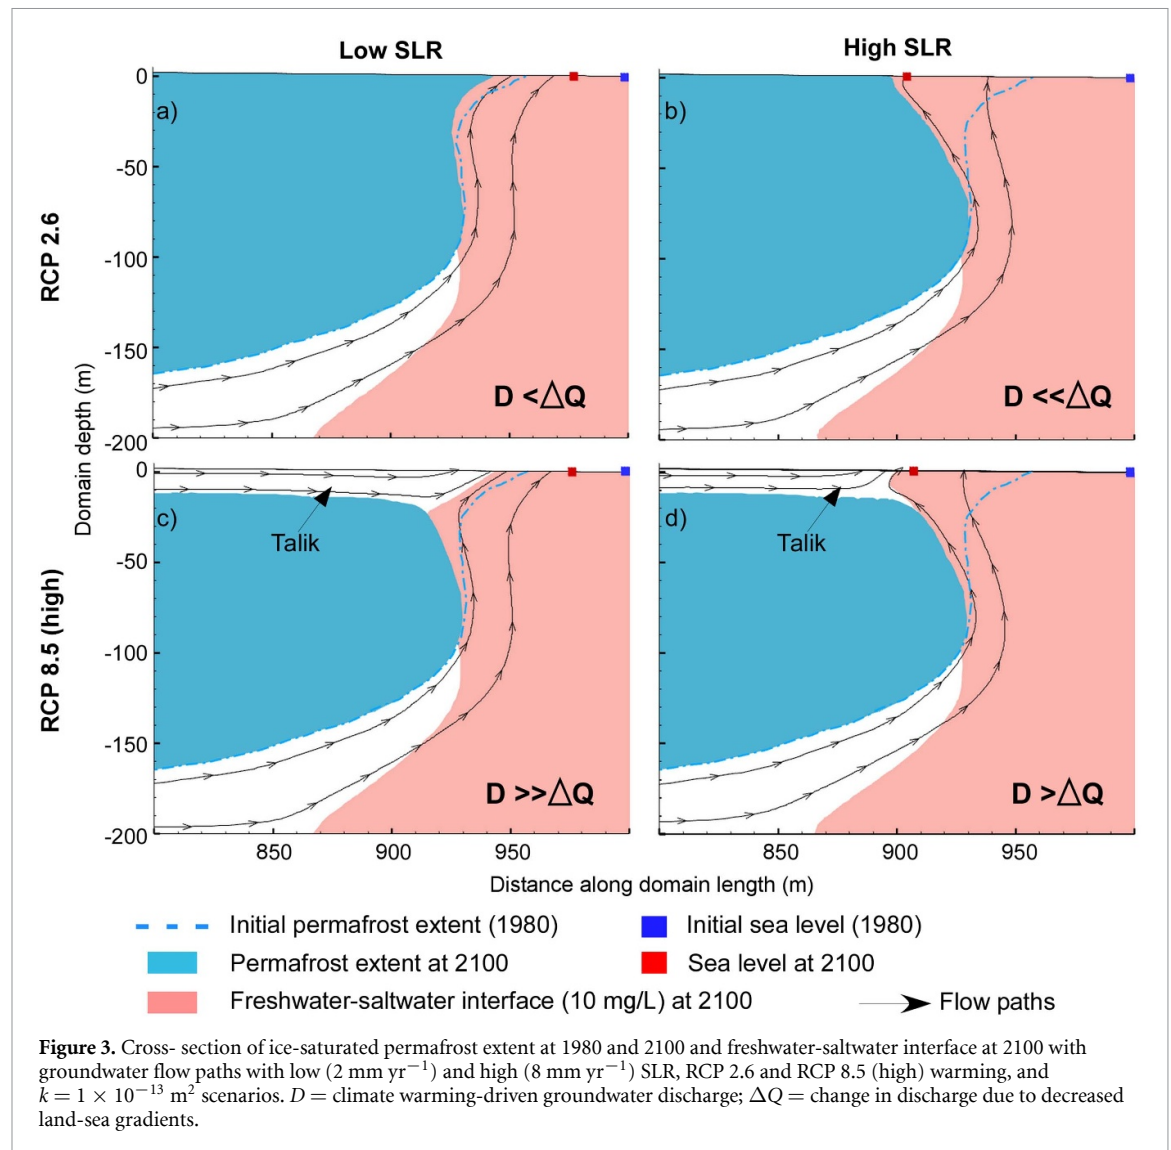 Low SLR
High SLR
RCP 2.6
RCP 8.5 (high)
Domain depth (m)
a)
0
-50
-100
-150
-200
D < △Q
b)
D << △Q
c)
0
-50
-100
-150
-200
Talik
D >> △Q
850
900
950
d)
Talik
D > △Q
850
900
950
Distance along domain length (m)
Initial permafrost extent (1980)
Initial sea level (1980)
Permafrost extent at 2100
Sea level at 2100
Freshwater-saltwater interface (10 mg/L) at 2100
Flow paths
Figure 3. Cross- section of ice-saturated permafrost extent at 1980 and 2100 and freshwater-saltwater interface at 2100 with
groundwater flow paths with low (2 mm yr⁻¹) and high (8 mm yr⁻¹) SLR, RCP 2.6 and RCP 8.5 (high) warming, and
k = 1 × 10⁻¹³ m² scenarios. D = climate warming-driven groundwater discharge; ΔQ = change in discharge due to decreased
land-sea gradients.